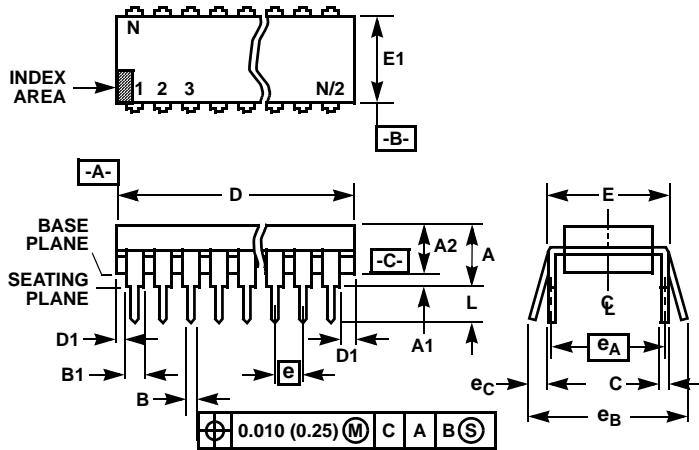 N
E1
INDEX
AREA
1 2 3 N/2
-B-
-A-
D
E
BASE
PLANE
A2
A
-C-
SEATING
PLANE
L
℄
D1
A1
D1
eA
B1
e
eC
C
B
eB
⌖ 0.010 (0.25) Ⓜ C A B Ⓢ